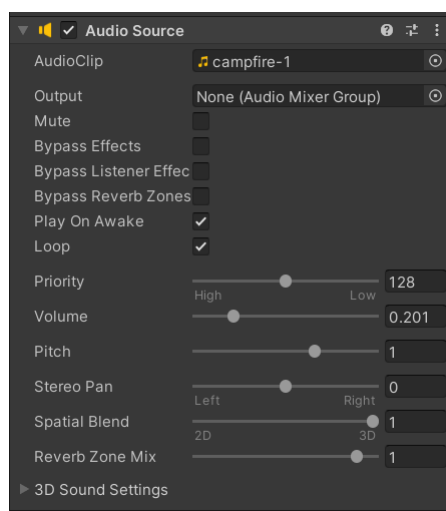 Audio Source
AudioClip campfire-1
Output None (Audio Mixer Group)
Mute
Bypass Effects
Bypass Listener Effec
Bypass Reverb Zones
Play On Awake
Loop
Priority 128
High Low
Volume 0.201
Pitch 1
Stereo Pan 0
Left Right
Spatial Blend 1
2D 3D
Reverb Zone Mix 1
3D Sound Settings